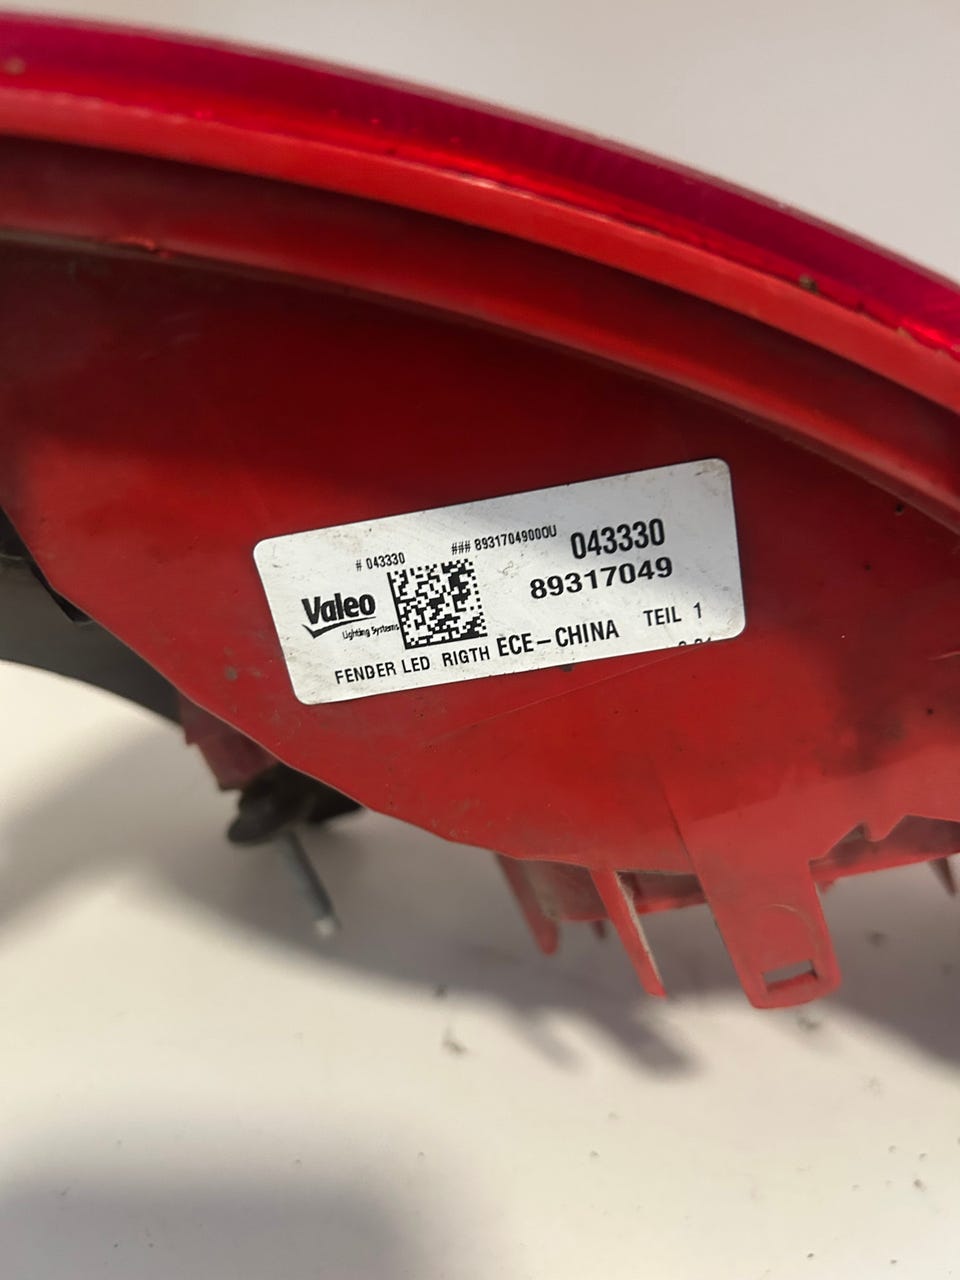 # 043330 ### 8931704900OU 043330
89317049
Valeo
Lighting Systems
FENDER LED RIGTH ECE-CHINA TEIL 1